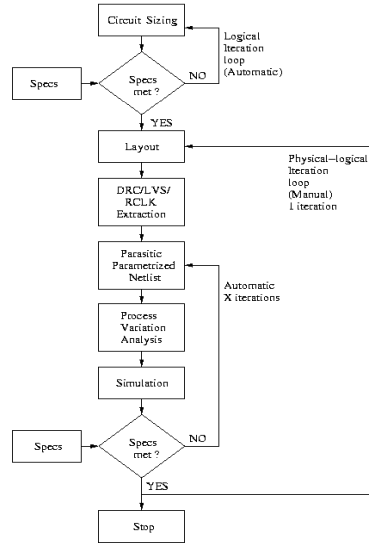 Circuit Sizing
Logical
Iteration
loop
(Automatic)
Specs
Specs
met ?
NO
YES
Layout
Physical-logical
Iteration
loop
(Manual)
1 iteration
DRC/LVS/
RCLK
Extraction
Parasitic
Parametrized
Netlist
Automatic
X iterations
Process
Variation
Analysis
Simulation
Specs
Specs
met ?
NO
YES
Stop